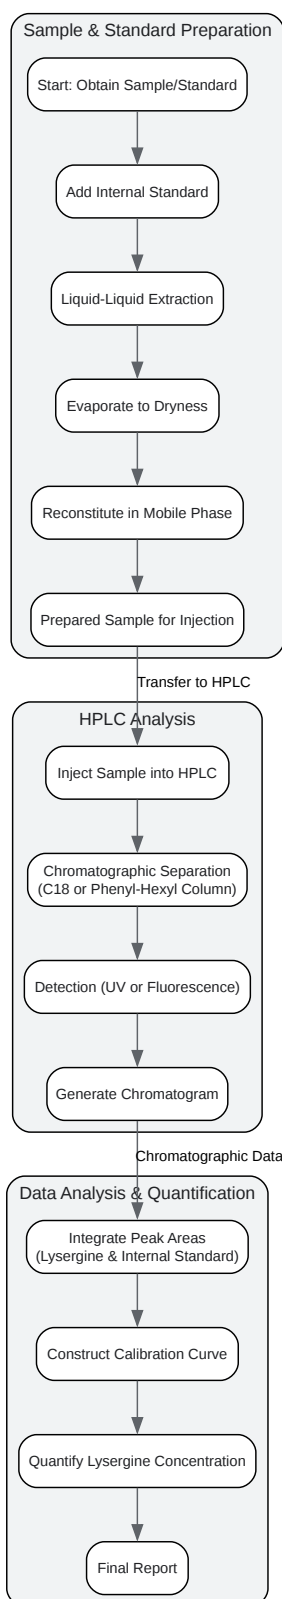 Sample & Standard Preparation
Start: Obtain Sample/Standard
Add Internal Standard
Liquid-Liquid Extraction
Evaporate to Dryness
Reconstitute in Mobile Phase
Prepared Sample for Injection
Transfer to HPLC
HPLC Analysis
Inject Sample into HPLC
Chromatographic Separation
(C18 or Phenyl-Hexyl Column)
Detection (UV or Fluorescence)
Generate Chromatogram
Chromatographic Data
Data Analysis & Quantification
Integrate Peak Areas
(Lysergine & Internal Standard)
Construct Calibration Curve
Quantify Lysergine Concentration
Final Report